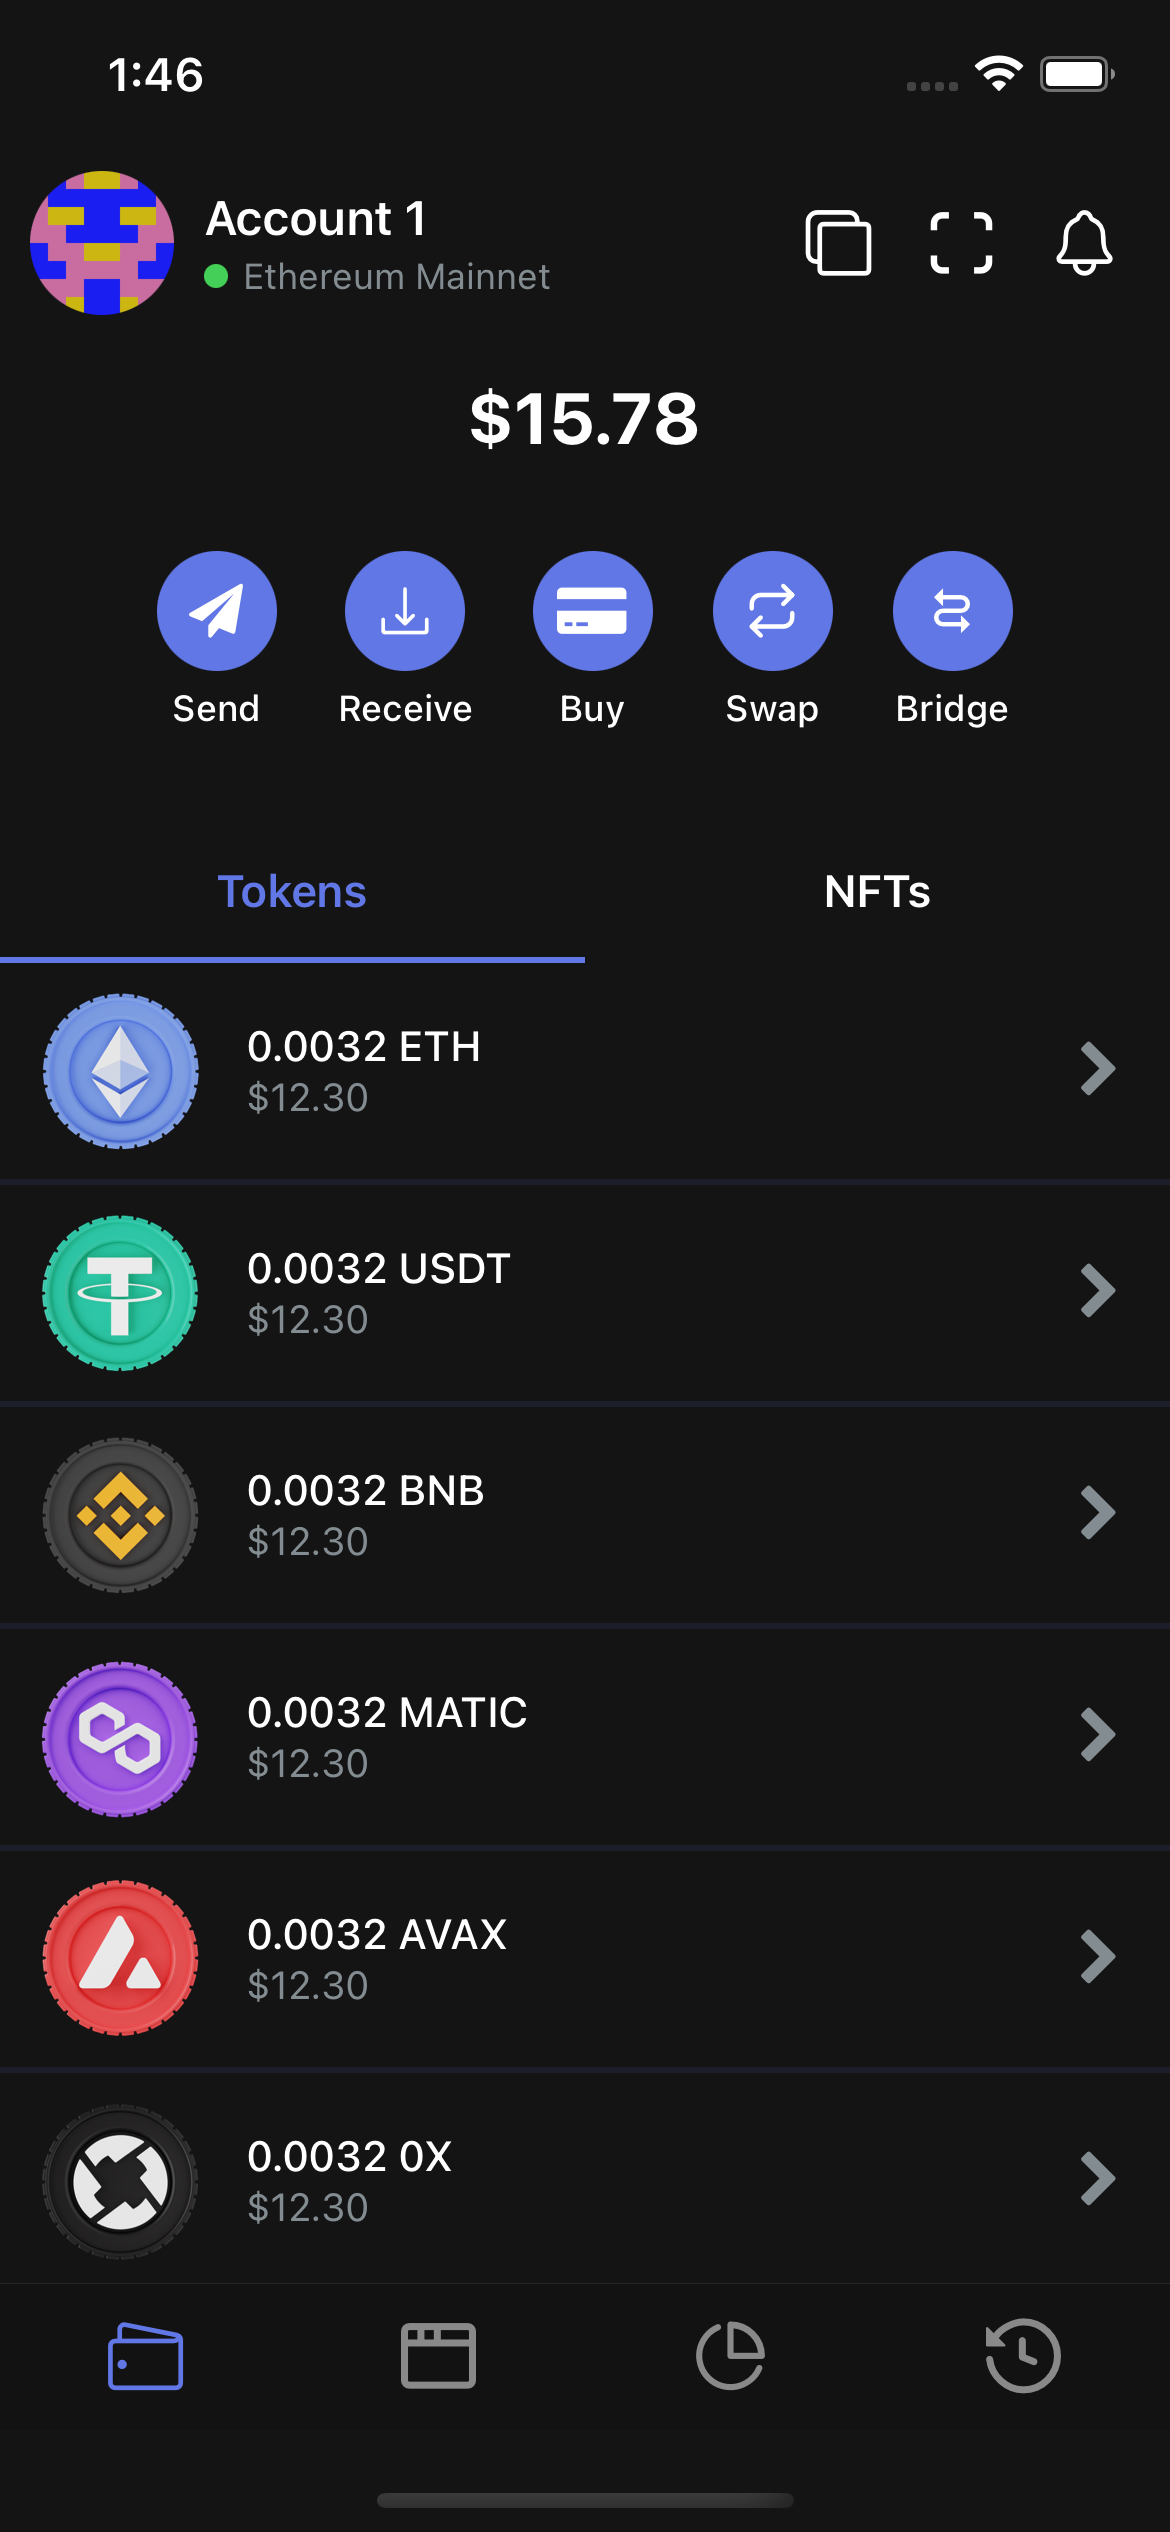 1:46
Account 1
Ethereum Mainnet
$15.78
Send
Receive
Buy
Swap
Bridge
Tokens
NFTs
0.0032 ETH
$12.30
0.0032 USDT
$12.30
0.0032 BNB
$12.30
0.0032 MATIC
$12.30
0.0032 AVAX
$12.30
0.0032 0X
$12.30